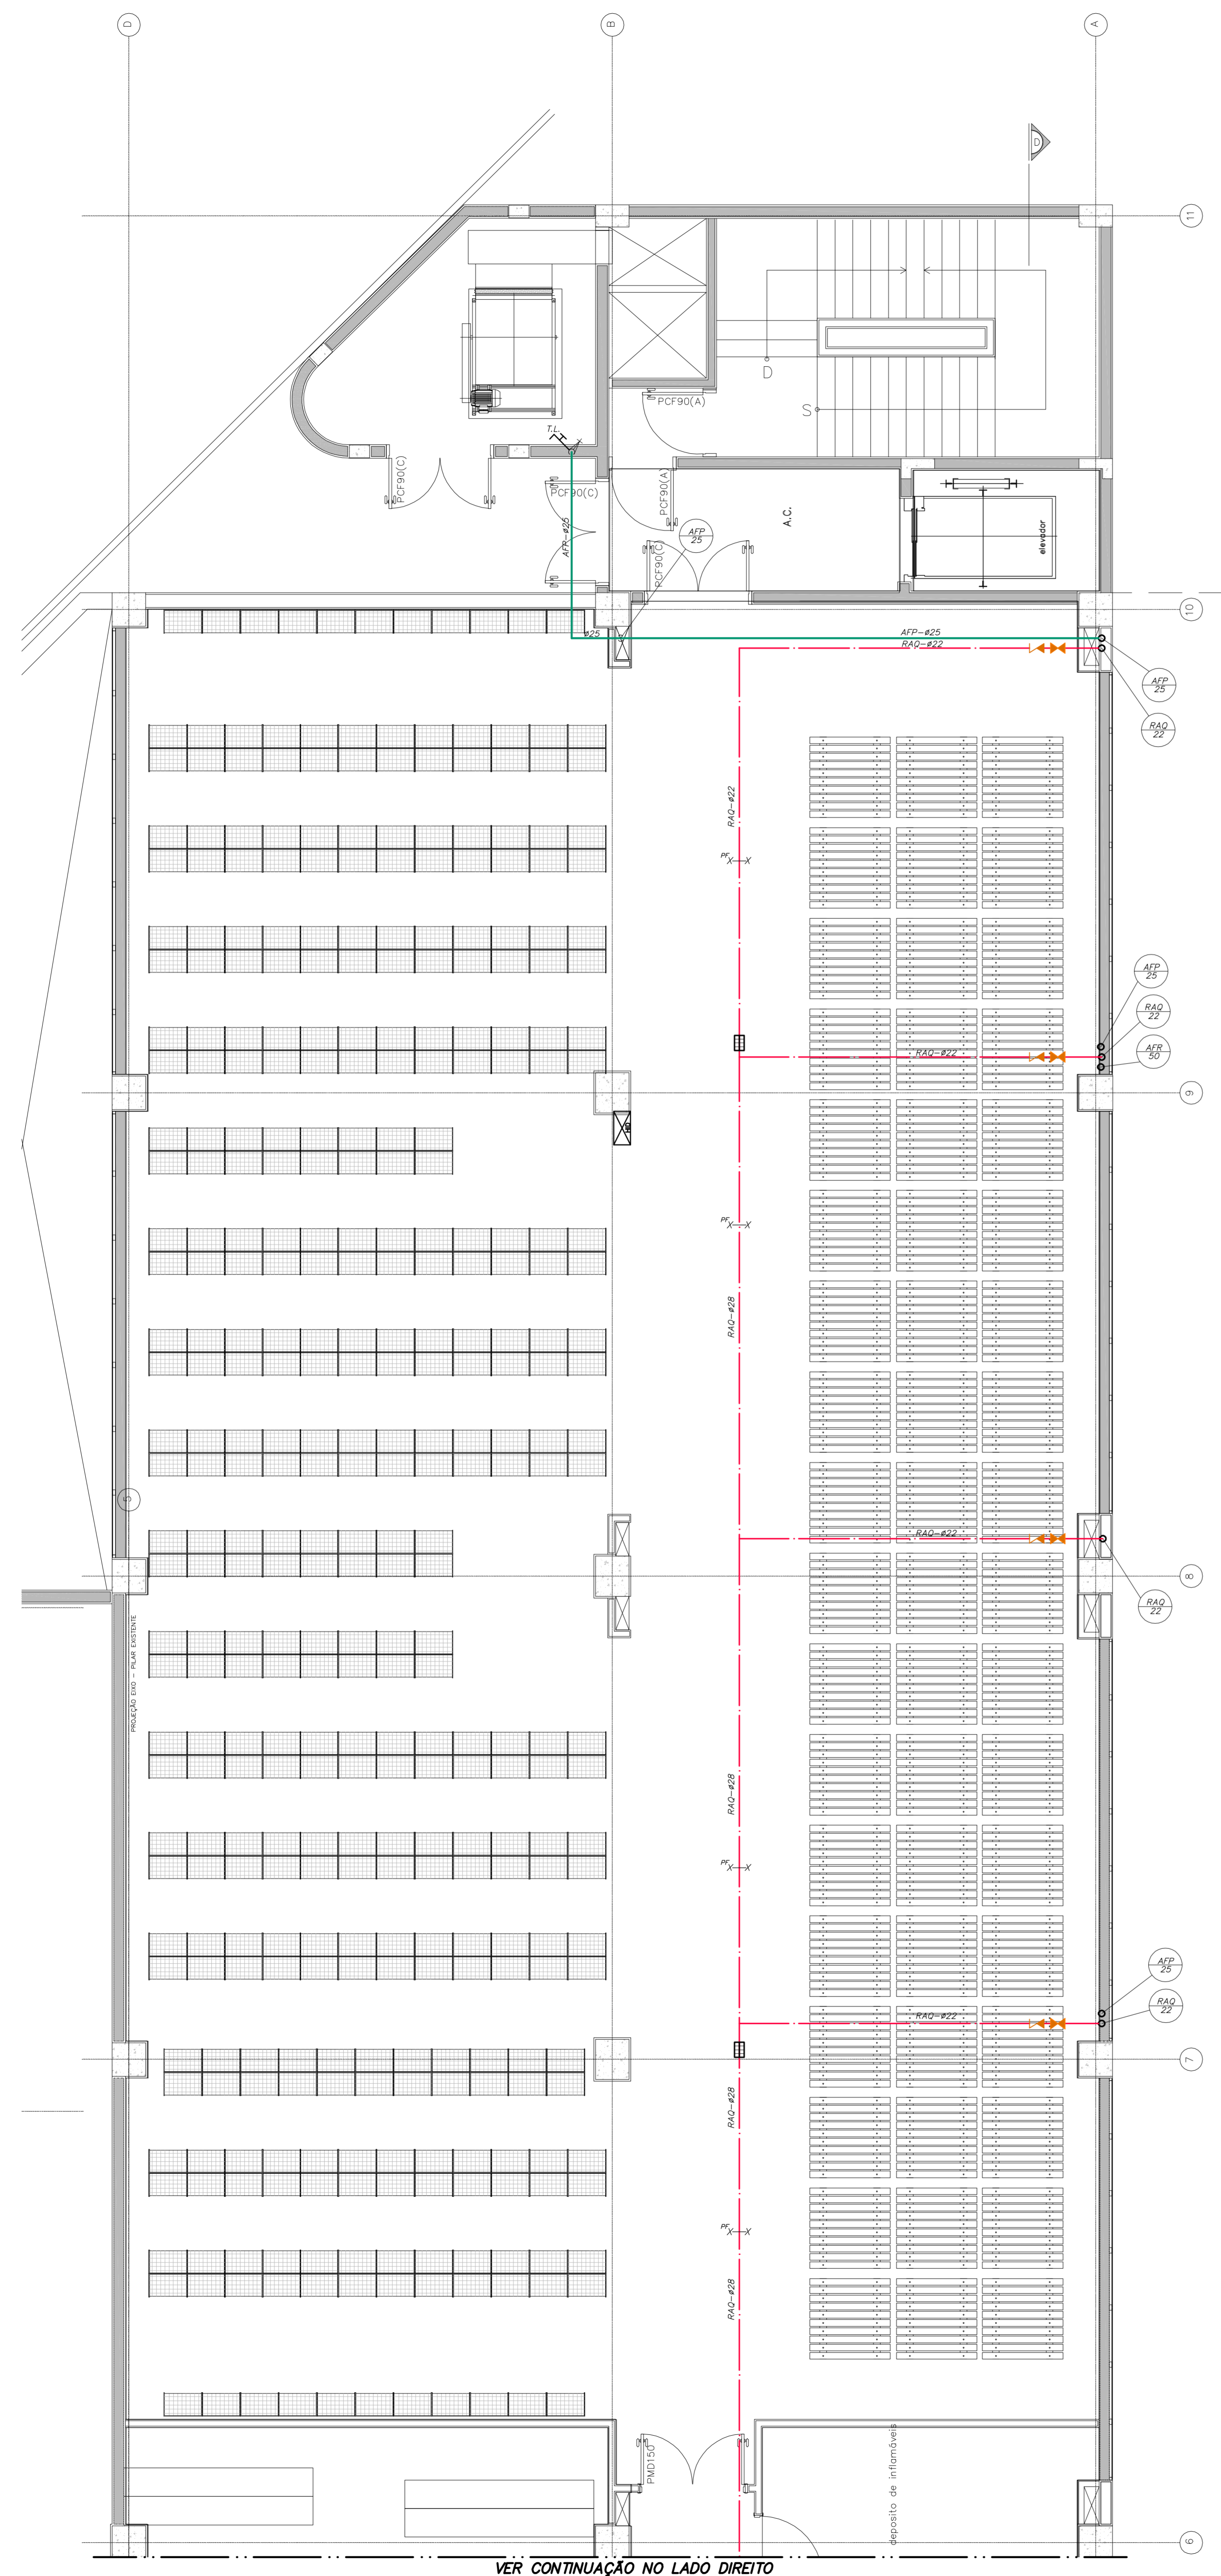 D
B
A
D
11
D
S
PCF90(A)
T.L.
PCF90(C)
PCF90(C)
PCF90(A)
A.C.
AFP-ø25
AFP
25
PCF90(C)
elevador
10
ø25
AFP-ø25
RAQ-ø22
AFP
25
RAQ
22
RAQ-ø22
PF
X X
AFP
25
RAQ
22
RAQ-ø22
AFR
50
9
PF
X X
RAQ-ø28
5
RAQ-ø22
8
RAQ
22
PROJEÇÃO EIXO - PILAR EXISTENTE
RAQ-ø28
PF
X X
AFP
25
RAQ-ø22
RAQ
22
7
RAQ-ø28
PF
X X
RAQ-ø28
PMD150
deposito de inflamáveis
6
VER CONTINUAÇÃO NO LADO DIREITO